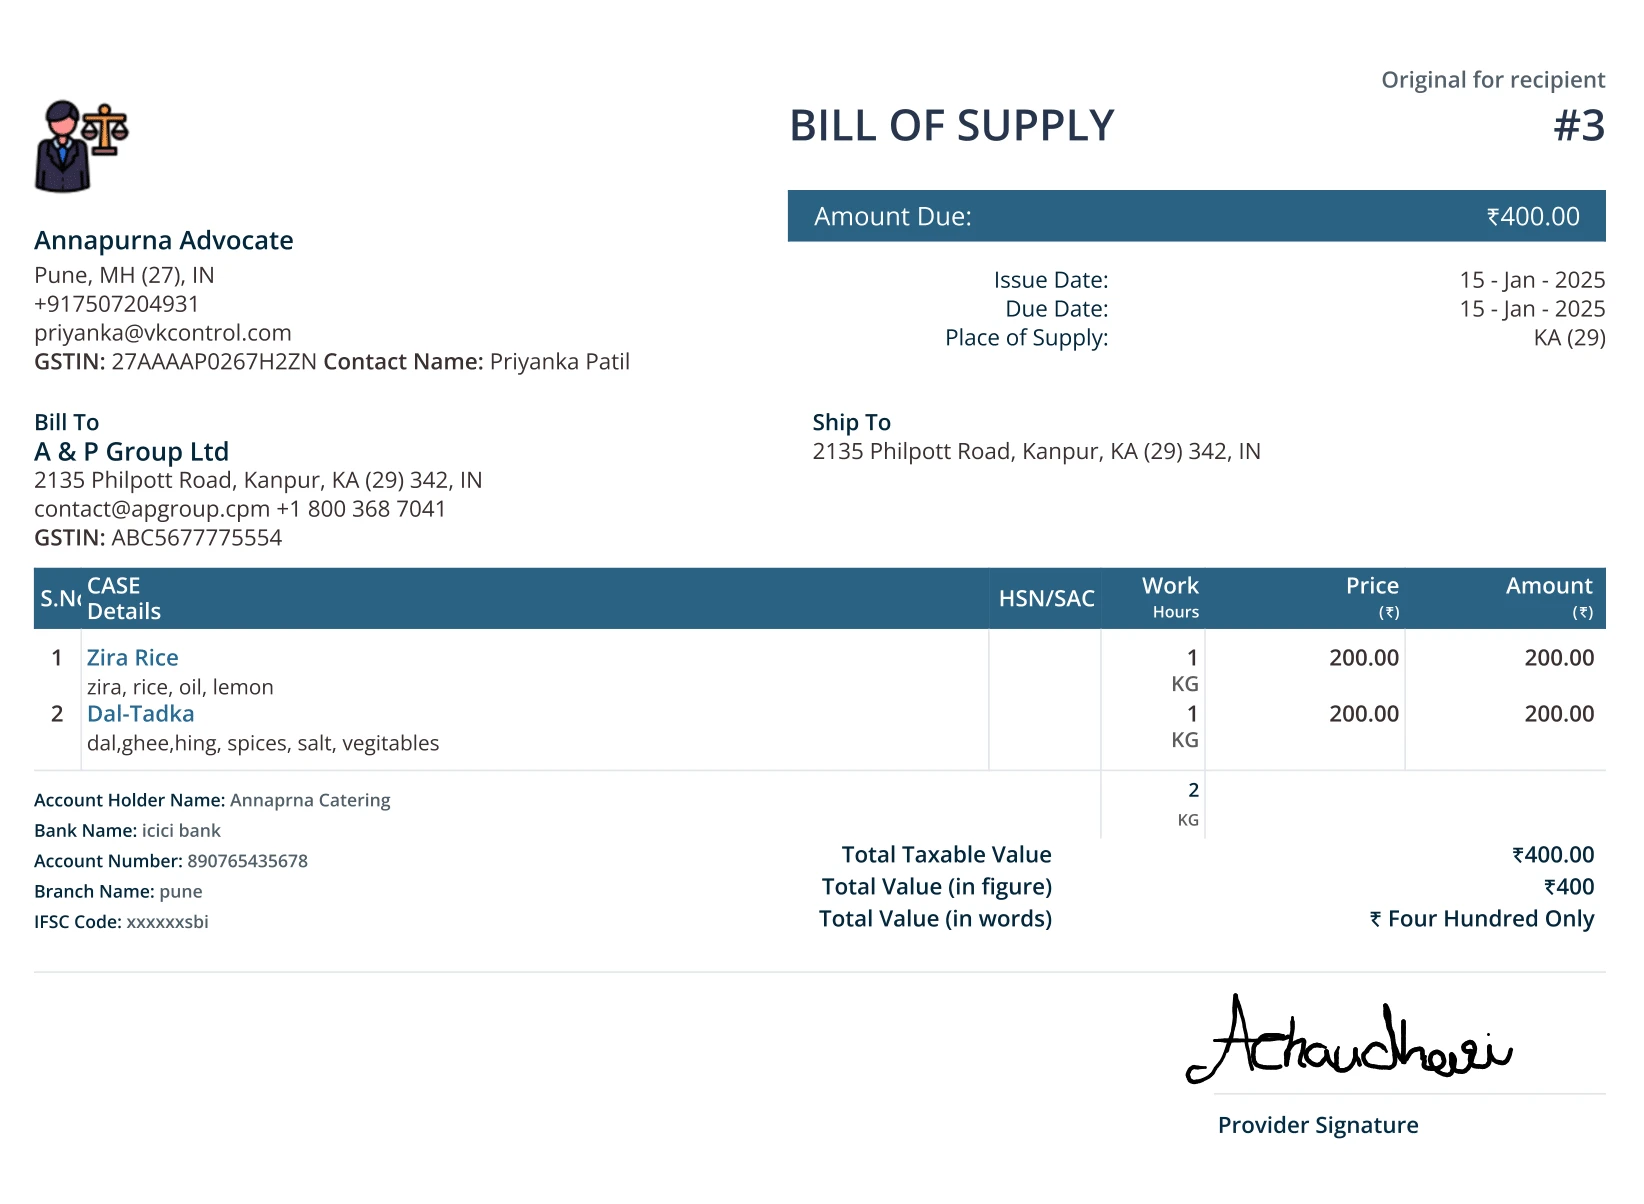 Original for recipient
BILL OF SUPPLY #3
Amount Due: ₹400.00
Annapurna Advocate
Pune, MH (27), IN
+917507204931
priyanka@vkcontrol.com
GSTIN: 27AAAAP0267H2ZN Contact Name: Priyanka Patil
Issue Date: 15 - Jan - 2025
Due Date: 15 - Jan - 2025
Place of Supply: KA (29)
Bill To
A & P Group Ltd
2135 Philpott Road, Kanpur, KA (29) 342, IN
contact@apgroup.cpm +1 800 368 7041
GSTIN: ABC5677775554
Ship To
2135 Philpott Road, Kanpur, KA (29) 342, IN
S.No CASE Details HSN/SAC Work Hours Price (₹) Amount (₹)
1 Zira Rice 1 200.00 200.00
zira, rice, oil, lemon KG
2 Dal-Tadka 1 200.00 200.00
dal,ghee,hing, spices, salt, vegitables KG
2
KG
Account Holder Name: Annaprna Catering
Bank Name: icici bank
Account Number: 890765435678
Branch Name: pune
IFSC Code: xxxxxxsbi
Total Taxable Value ₹400.00
Total Value (in figure) ₹400
Total Value (in words) ₹ Four Hundred Only
Achaudhari
Provider Signature